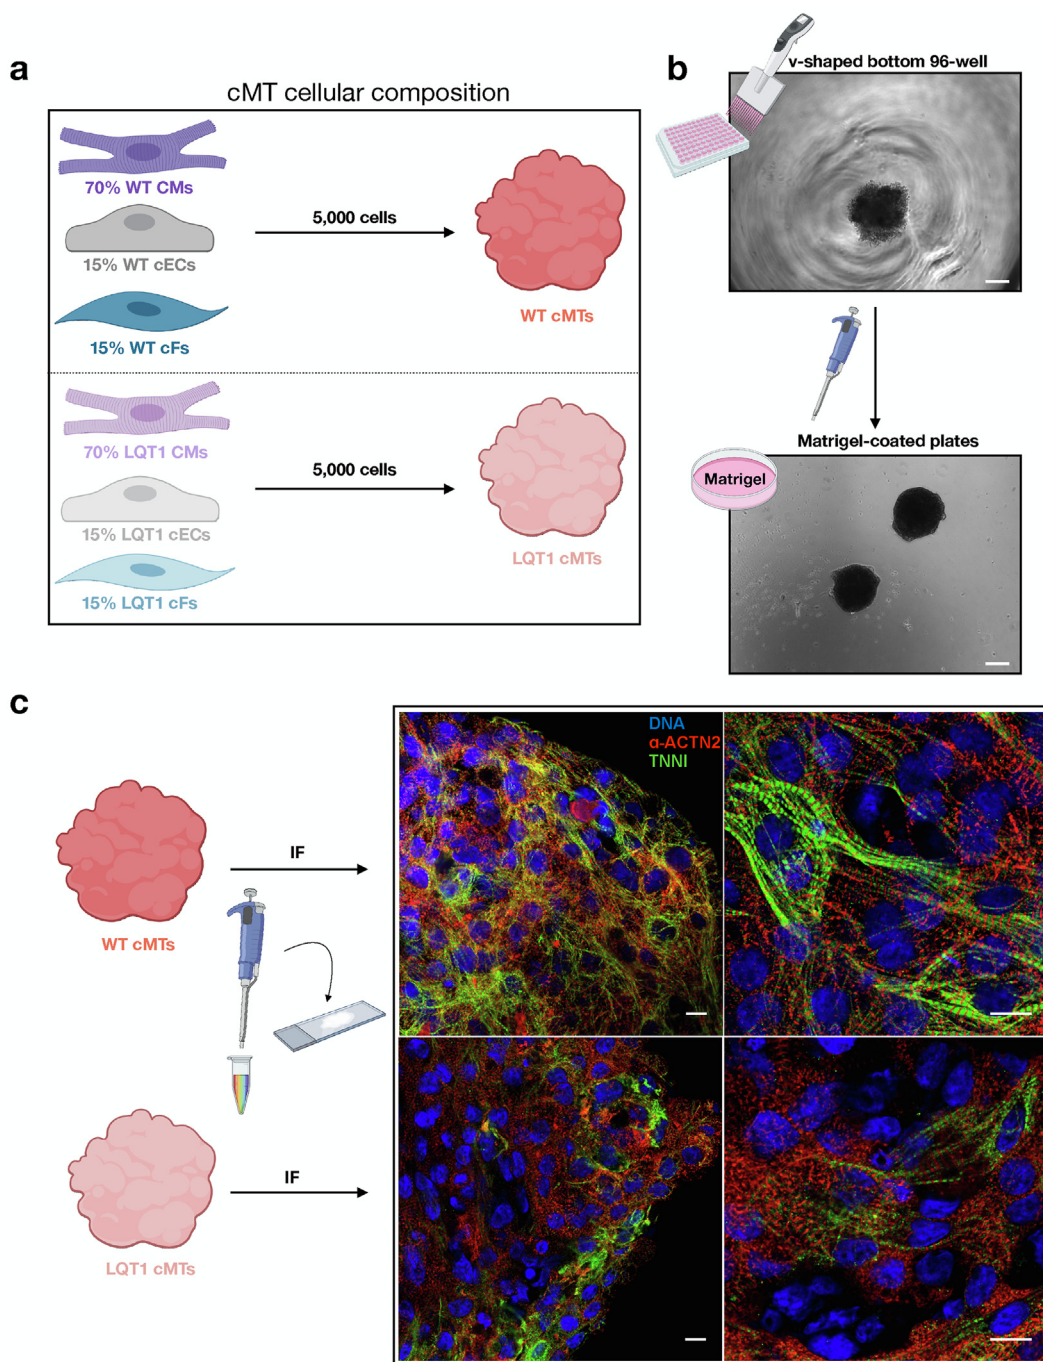 a
cMT cellular composition
70% WT CMs
15% WT cECs
15% WT cFs
5,000 cells
WT cMTs
70% LQT1 CMs
15% LQT1 cECs
15% LQT1 cFs
5,000 cells
LQT1 cMTs
b
v-shaped bottom 96-well
Matrigel-coated plates
Matrigel
c
WT cMTs
IF
LQT1 cMTs
IF
DNA
α-ACTN2
TNNI